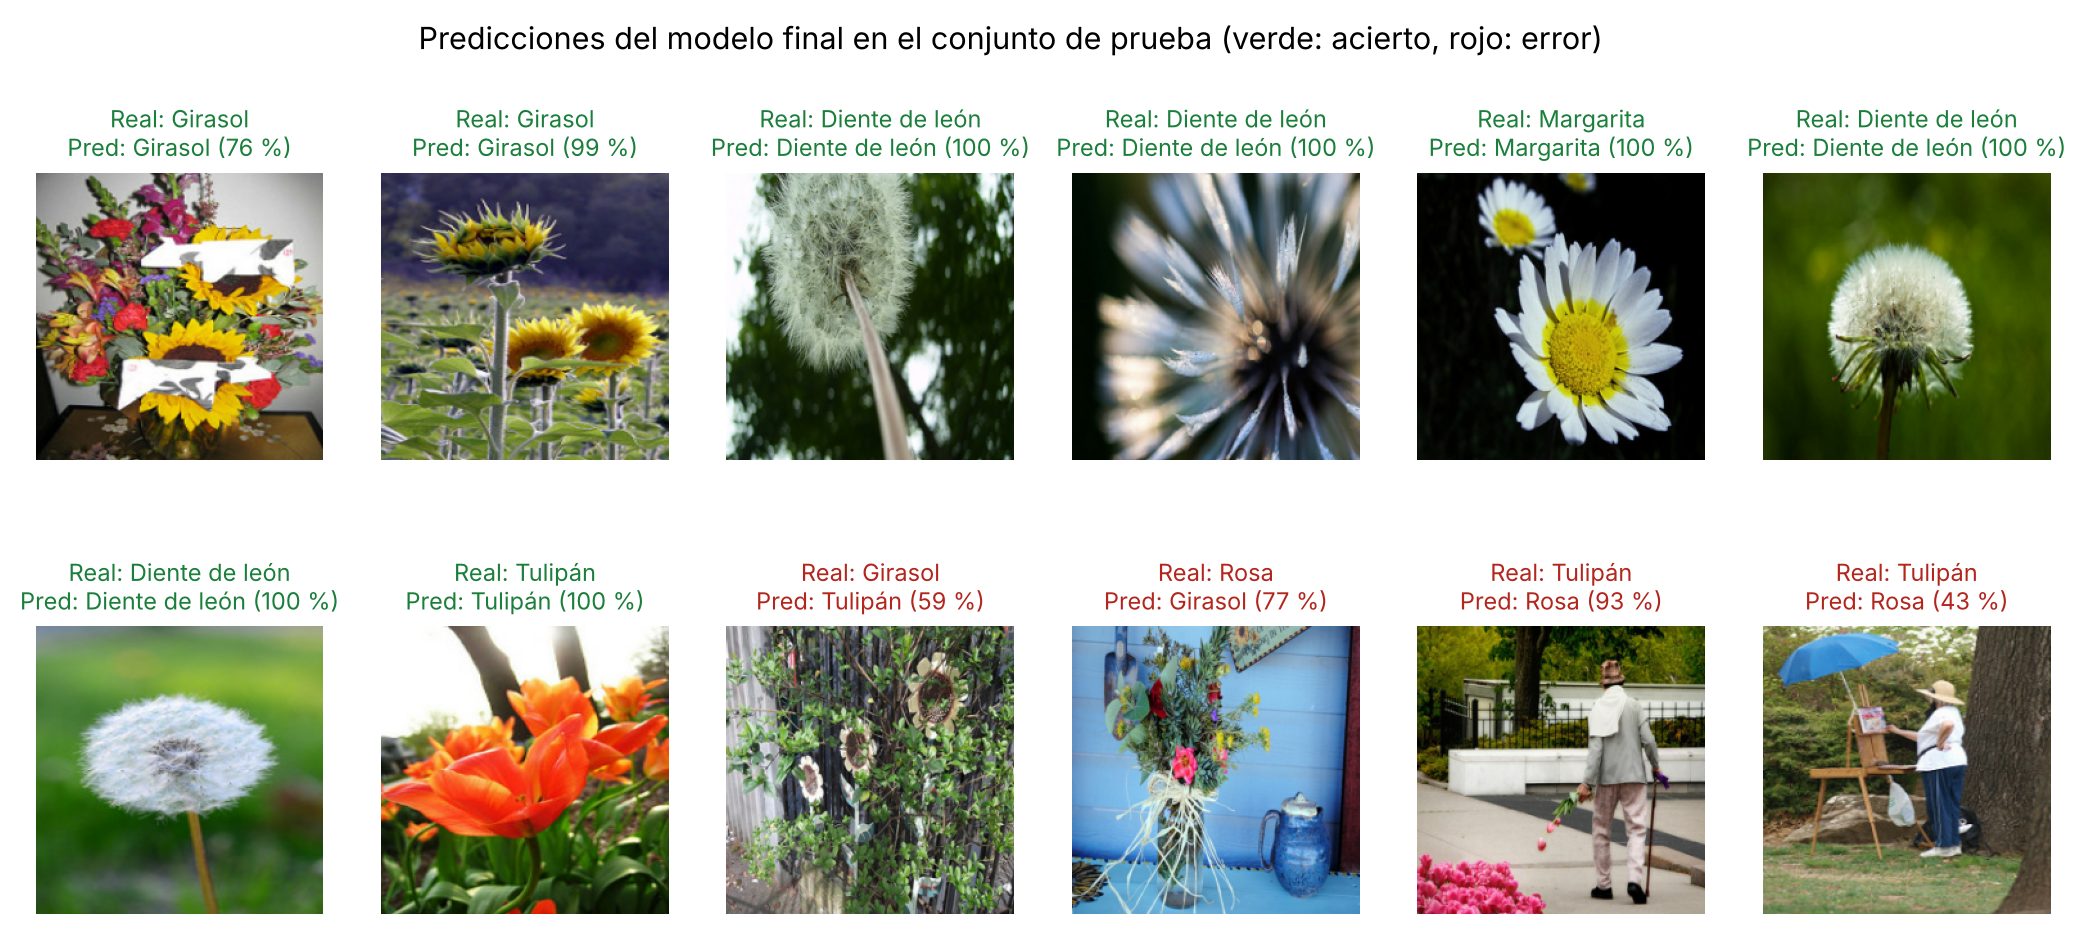 Predicciones del modelo final en el conjunto de prueba (verde: acierto, rojo: error)
Real: Girasol
Pred: Girasol (76 %)
Real: Girasol
Pred: Girasol (99 %)
Real: Diente de león
Pred: Diente de león (100 %)
Real: Diente de león
Pred: Diente de león (100 %)
Real: Margarita
Pred: Margarita (100 %)
Real: Diente de león
Pred: Diente de león (100 %)
Real: Diente de león
Pred: Diente de león (100 %)
Real: Tulipán
Pred: Tulipán (100 %)
Real: Girasol
Pred: Tulipán (59 %)
Real: Rosa
Pred: Girasol (77 %)
Real: Tulipán
Pred: Rosa (93 %)
Real: Tulipán
Pred: Rosa (43 %)